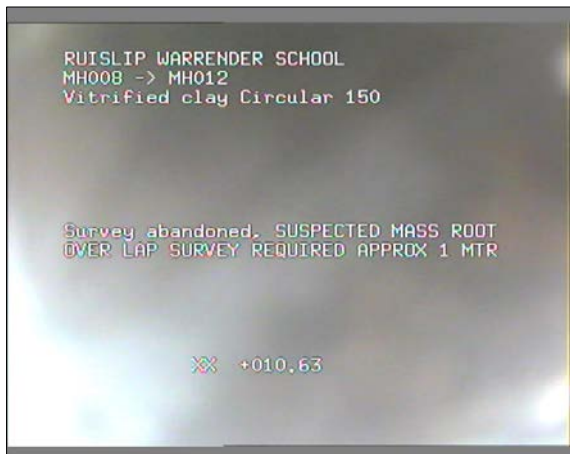 RUISLIP WARRENDER SCHOOL
MH008 -> MH012
Vitrified clay Circular 150
Survey abandoned, SUSPECTED MASS ROOT
OVER LAP SURVEY REQUIRED APPROX 1 MTR
XX +010.63